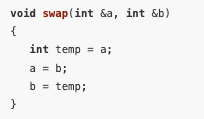 void swap(int &a, int &b)
{
   int temp = a;
   a = b;
   b = temp;
}